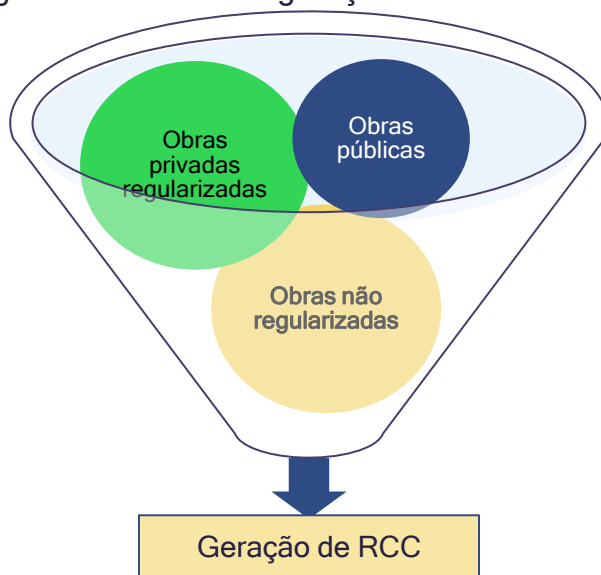 Obras
privadas
regularizadas
Obras
públicas
Obras não
regularizadas
Geração de RCC